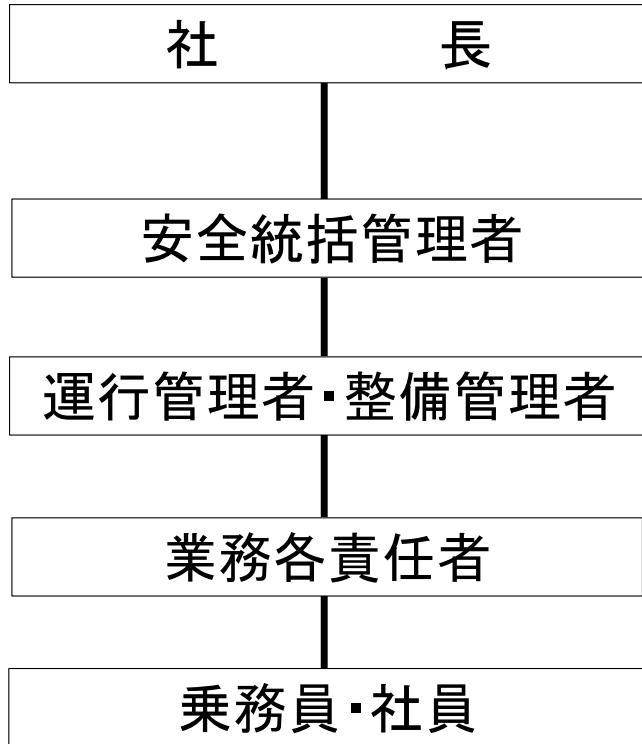 社　　長
安全統括管理者
運行管理者・整備管理者
業務各責任者
乗務員・社員